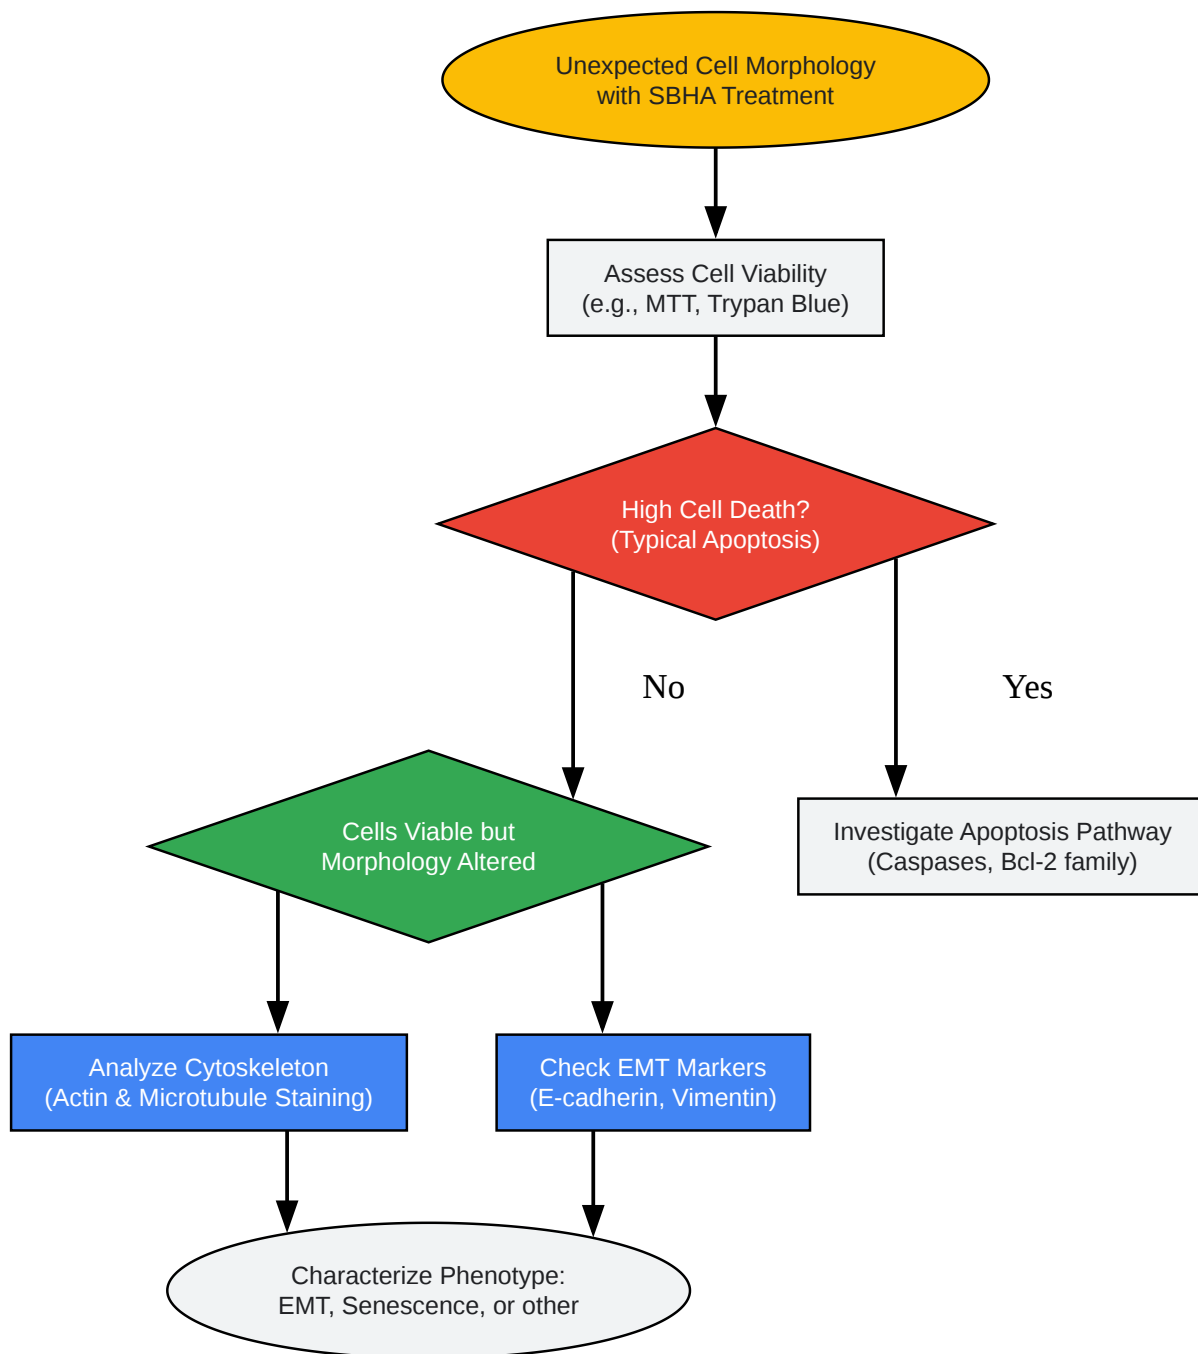 Unexpected Cell Morphology
with SBHA Treatment
Assess Cell Viability
(e.g., MTT, Trypan Blue)
High Cell Death?
(Typical Apoptosis)
No
Yes
Cells Viable but
Morphology Altered
Investigate Apoptosis Pathway
(Caspases, Bcl-2 family)
Analyze Cytoskeleton
(Actin & Microtubule Staining)
Check EMT Markers
(E-cadherin, Vimentin)
Characterize Phenotype:
EMT, Senescence, or other